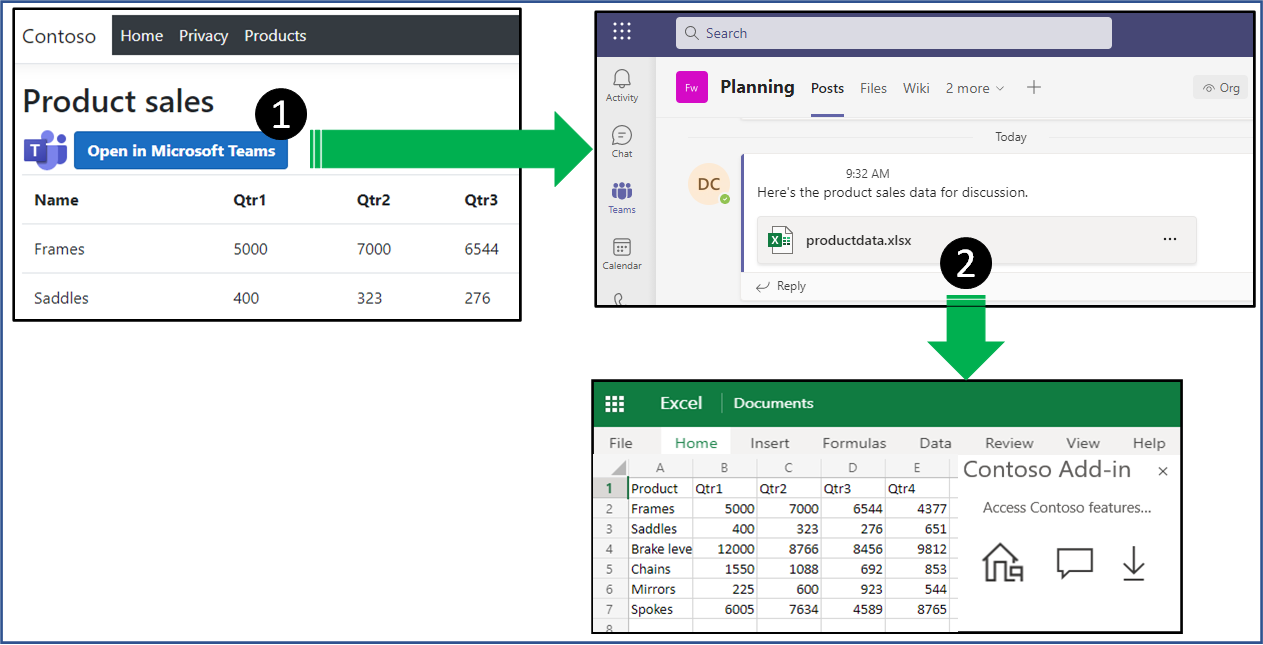 Contoso Home Privacy Products
Product sales
1
T Open in Microsoft Teams
Name Qtr1 Qtr2 Qtr3
Frames 5000 7000 6544
Saddles 400 323 276
Search
Activity
Chat
Teams
Calendar
Fw Planning Posts Files Wiki 2 more Org
Today
DC
9:32 AM
Here's the product sales data for discussion.
X productdata.xlsx ...
Reply
2
Excel Documents
File Home Insert Formulas Data Review View Help
A B C D E
1 Product Qtr1 Qtr2 Qtr3 Qtr4
2 Frames 5000 7000 6544 4377
3 Saddles 400 323 276 651
4 Brake leve 12000 8766 8456 9812
5 Chains 1550 1088 692 853
6 Mirrors 225 600 923 544
7 Spokes 6005 7634 4589 8765
8
Contoso Add-in ×
Access Contoso features...